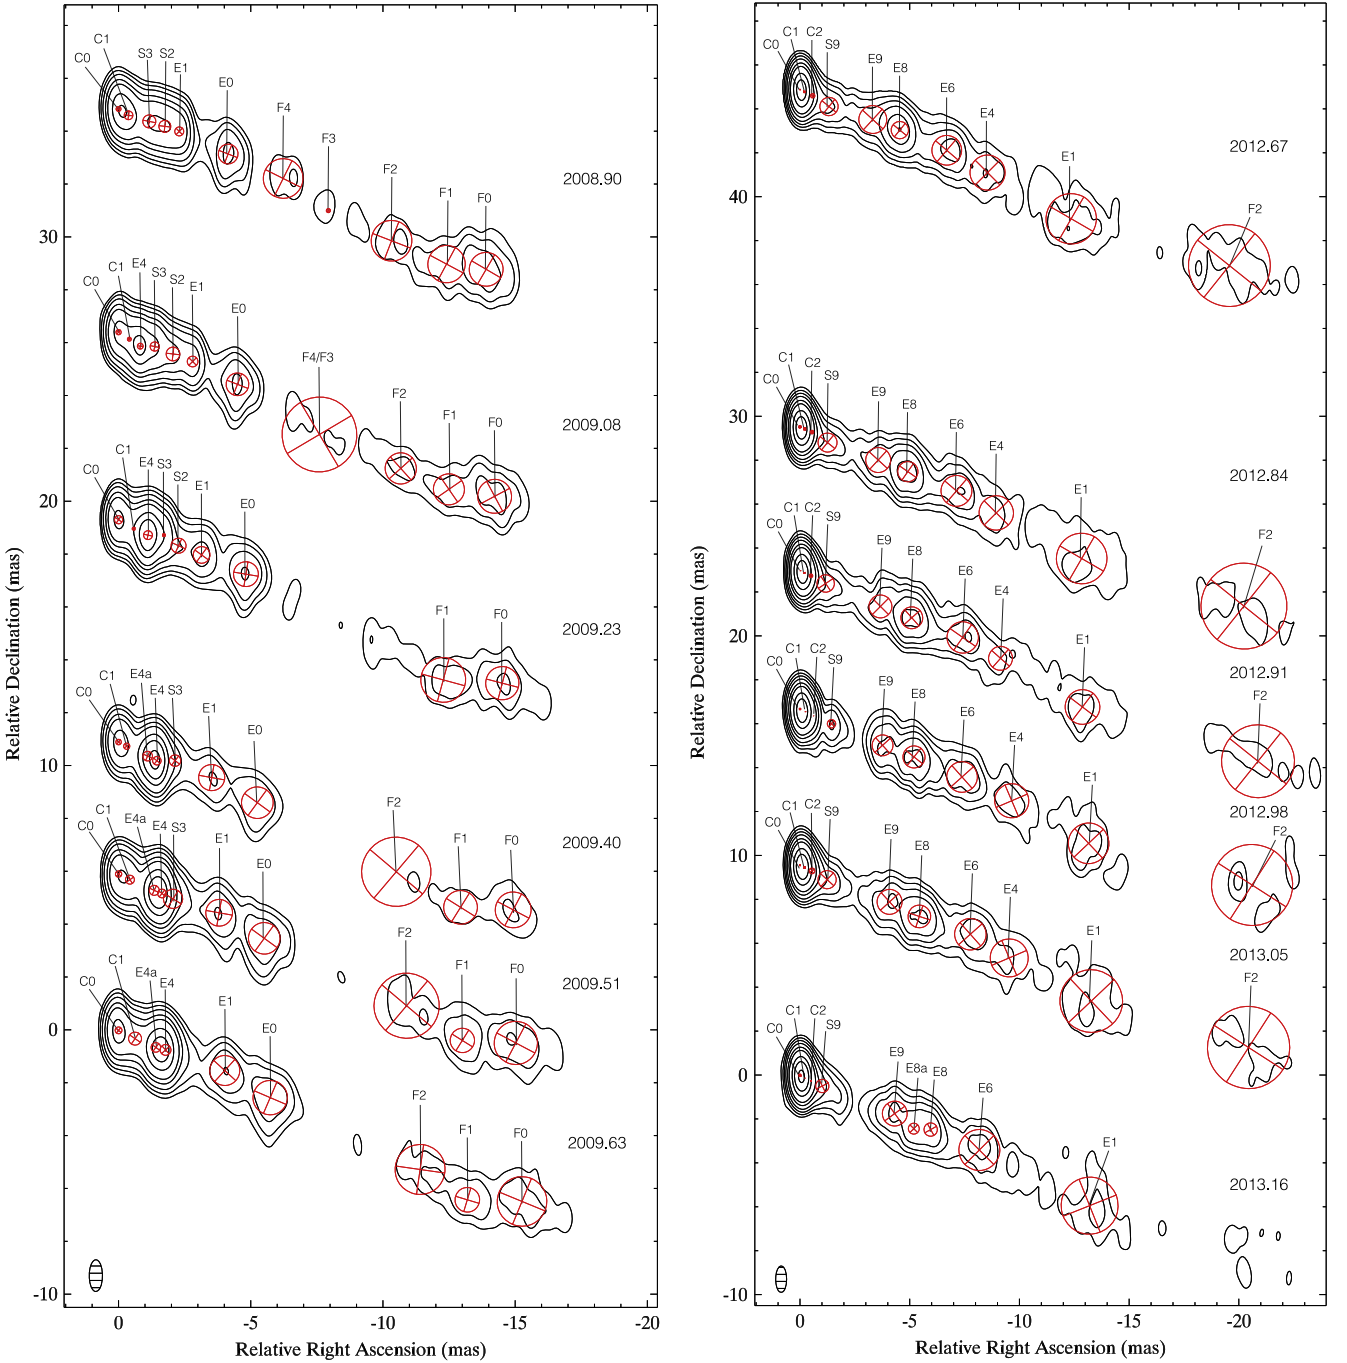 C0 C1 S3 S2 E1 E0 F4 F3 F2 F1 F0
2008.90
30
C0 C1 E4 S3 S2 E1 E0 F4/F3 F2 F1 F0
2009.08
20
C0 C1 E4 S3 S2 E1 E0 F1 F0
2009.23
10
C0 C1 E4a E4 S3 E1 E0 F2 F1 F0
2009.40
C0 C1 E4a E4 S3 E1 E0 F2 F1 F0
2009.51
0
C0 C1 E4a E4 E1 E0 F2 F1 F0
2009.63
-10
0 -5 -10 -15 -20
Relative Right Ascension (mas)
Relative Declination (mas)
C0 C1 C2 S9 E9 E8 E6 E4 E1 F2
2012.67
40
C0 C1 C2 S9 E9 E8 E6 E4 E1 F2
2012.84
30
C0 C1 C2 S9 E9 E8 E6 E4 E1 F2
2012.91
20
C0 C1 C2 S9 E9 E8 E6 E4 E1 F2
2012.98
10
C0 C1 C2 S9 E9 E8 E6 E4 E1 F2
2013.05
0
C0 C1 C2 S9 E9 E8a E8 E6 E1
2013.16
-10
0 -5 -10 -15 -20
Relative Right Ascension (mas)
Relative Declination (mas)